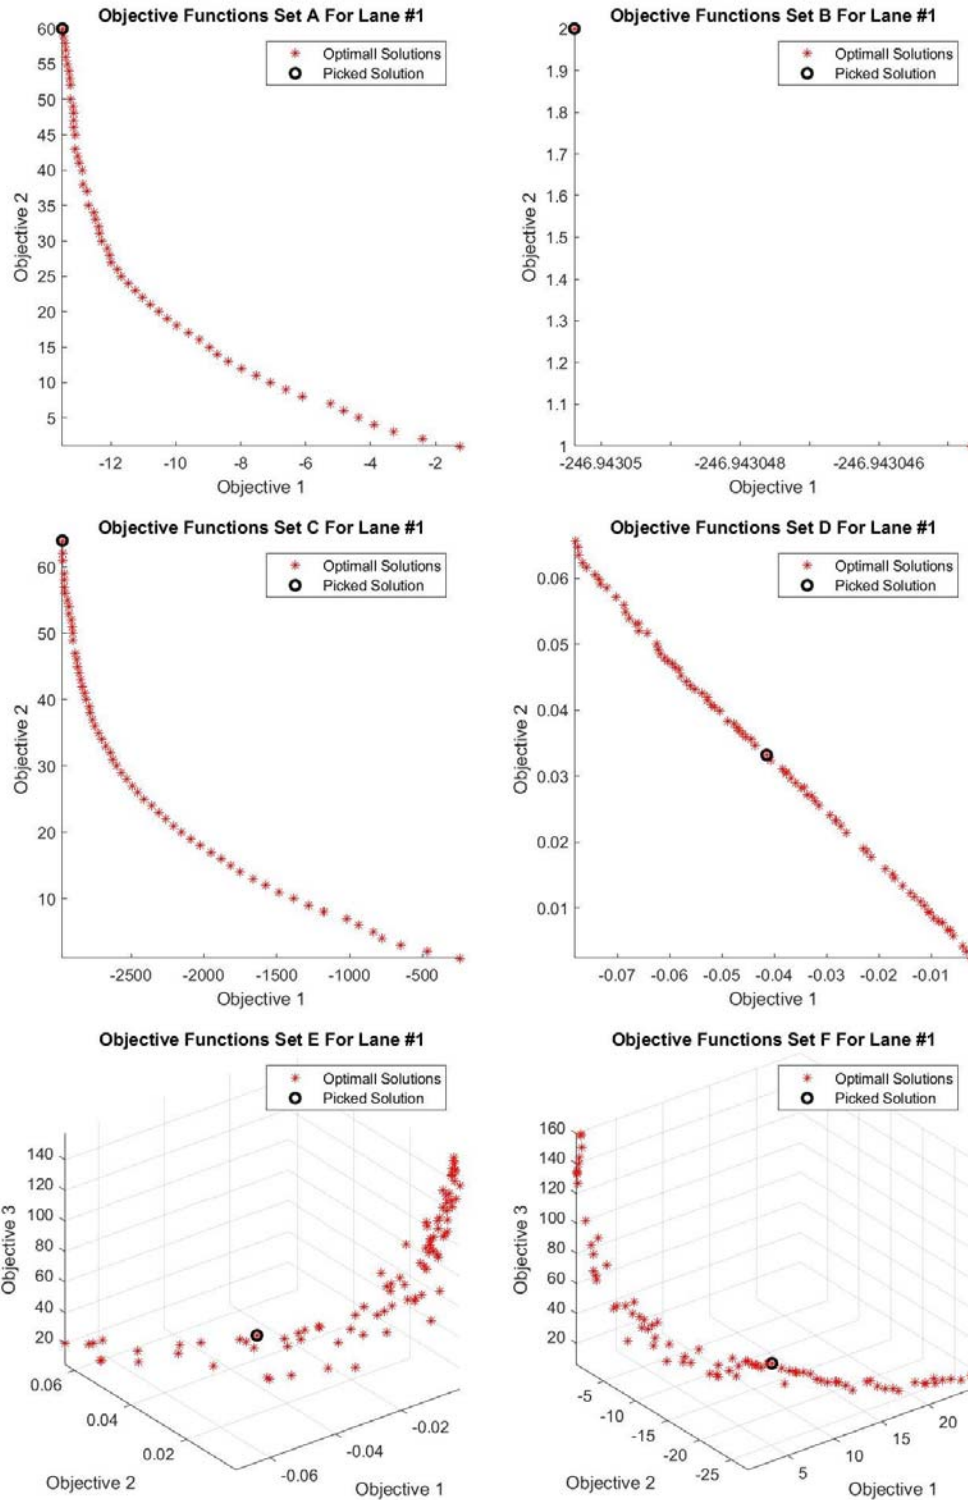 Objective Functions Set A For Lane #1
Optimall Solutions
Picked Solution
60
55
50
45
40
35
30
25
20
15
10
5
Objective 2
-12 -10 -8 -6 -4 -2
Objective 1
Objective Functions Set B For Lane #1
Optimall Solutions
Picked Solution
2
1.9
1.8
1.7
1.6
1.5
1.4
1.3
1.2
1.1
1
Objective 2
-246.94305 -246.943048 -246.943046
Objective 1
Objective Functions Set C For Lane #1
Optimall Solutions
Picked Solution
60
50
40
30
20
10
Objective 2
-2500 -2000 -1500 -1000 -500
Objective 1
Objective Functions Set D For Lane #1
Optimall Solutions
Picked Solution
0.06
0.05
0.04
0.03
0.02
0.01
Objective 2
-0.07 -0.06 -0.05 -0.04 -0.03 -0.02 -0.01
Objective 1
Objective Functions Set E For Lane #1
Optimall Solutions
Picked Solution
140
120
100
80
60
40
20
Objective 3
0.06
0.04
0.02
Objective 2
-0.06
-0.04
-0.02
Objective 1
Objective Functions Set F For Lane #1
Optimall Solutions
Picked Solution
160
140
120
100
80
60
40
20
Objective 3
-5
-10
-15
-20
-25
Objective 2
5
10
15
20
Objective 1